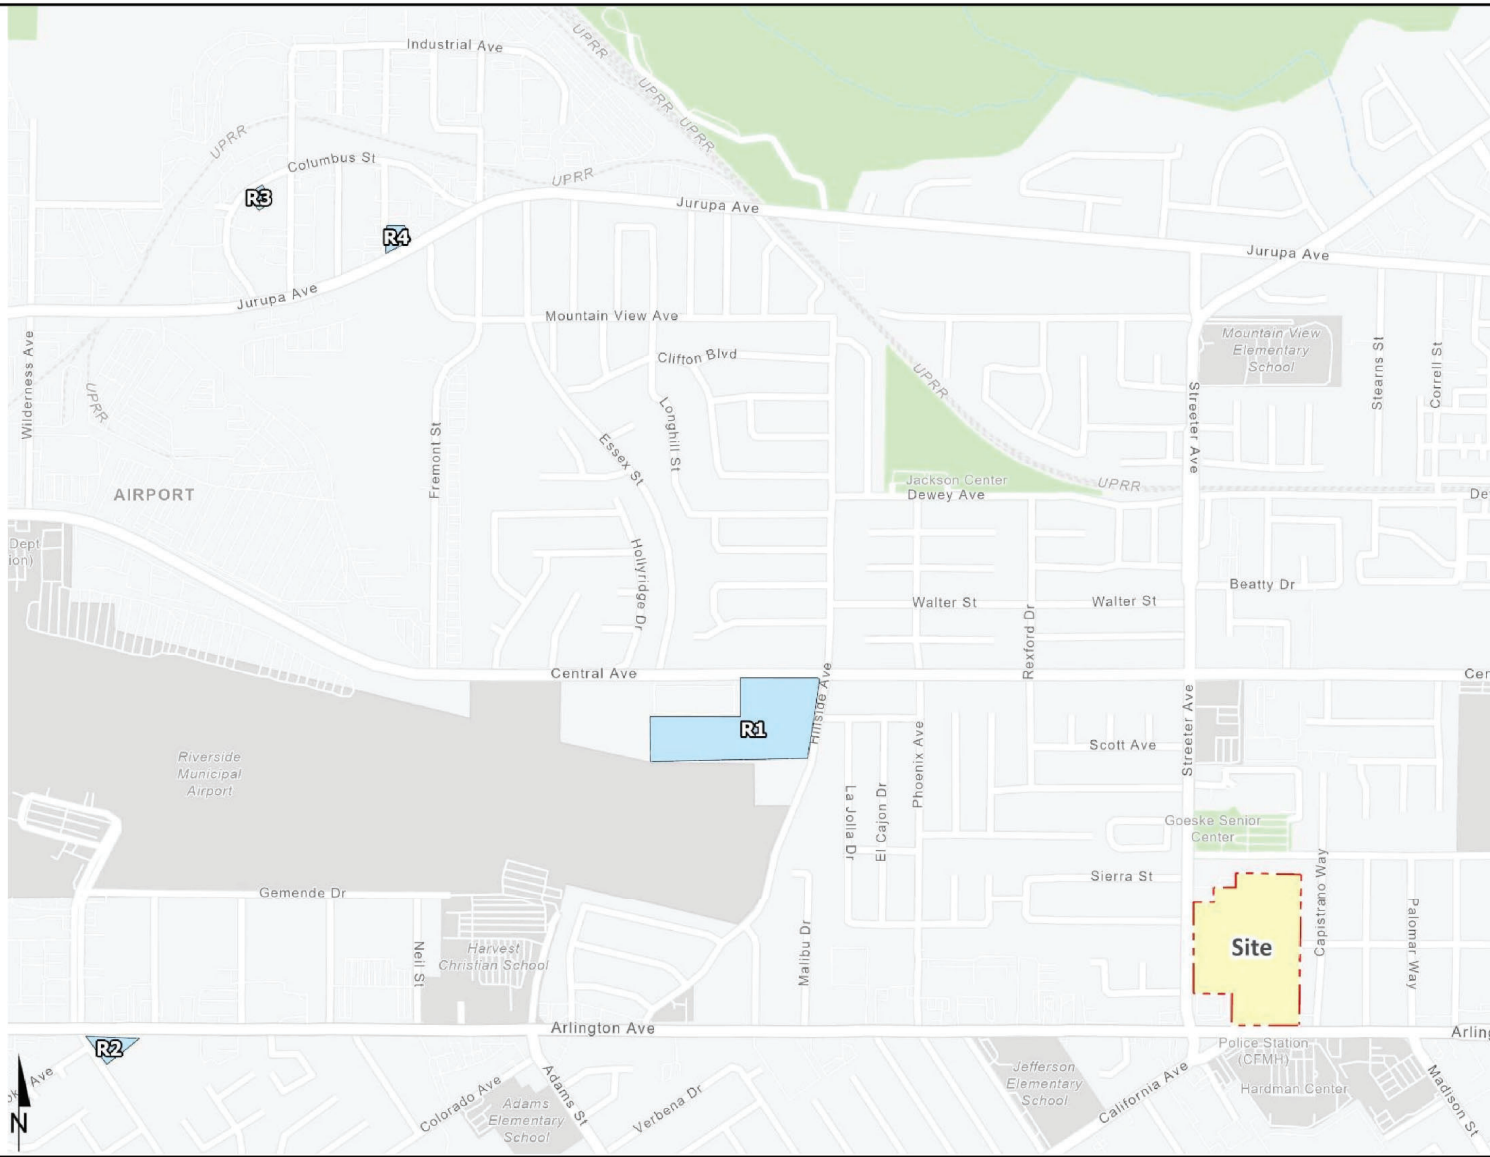 Industrial Ave
UPRR
UPRR
UPRR
UPRR
Columbus St
UPRR
R3
Jurupa Ave
R4
Jurupa Ave
Jurupa Ave
Mountain View Ave
Wilderness Ave
Mountain View
Elementary
School
Stearns St
Correll St
Clifton Blvd
UPRR
UPRR
Streeter Ave
Longhill St
Fremont St
Essex St
Jackson Center
Dewey Ave
UPRR
De
AIRPORT
Dept
ion)
Hollyridge Dr
Beatty Dr
Walter St
Walter St
Rexford Dr
Central Ave
Cer
Hillside Ave
R1
Streeter Ave
Scott Ave
Phoenix Ave
Riverside
Municipal
Airport
La Jolla Dr
El Cajon Dr
Goeske Senior
Center
Sierra St
Capistrano Way
Palomar Way
Gemende Dr
Neil St
Harvest
Christian School
Malibu Dr
Site
Arlington Ave
Arling
R2
Police Station
(CFMH)
Hardman Center
Jefferson
Elementary
School
California Ave
Madison St
Ave
Colorado Ave
Adams St
Adams
Elementary
School
Verbena Dr
N